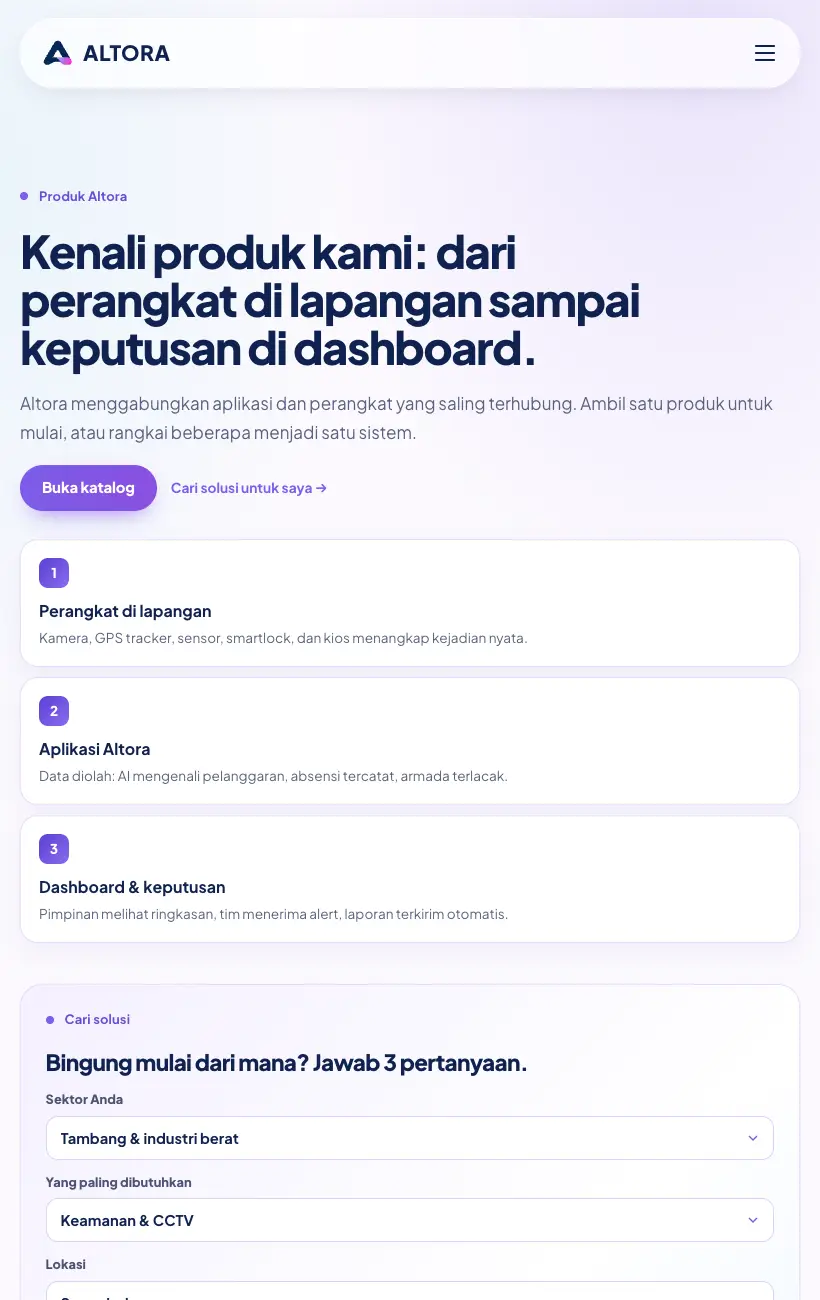 ALTORA
Produk Altora
Kenali produk kami: dari
perangkat di lapangan sampai
keputusan di dashboard.
Altora menggabungkan aplikasi dan perangkat yang saling terhubung. Ambil satu produk untuk
mulai, atau rangkai beberapa menjadi satu sistem.
Buka katalog
Cari solusi untuk saya →
1
Perangkat di lapangan
Kamera, GPS tracker, sensor, smartlock, dan kios menangkap kejadian nyata.
2
Aplikasi Altora
Data diolah: AI mengenali pelanggaran, absensi tercatat, armada terlacak.
3
Dashboard & keputusan
Pimpinan melihat ringkasan, tim menerima alert, laporan terkirim otomatis.
Cari solusi
Bingung mulai dari mana? Jawab 3 pertanyaan.
Sektor Anda
Tambang & industri berat
Yang paling dibutuhkan
Keamanan & CCTV
Lokasi